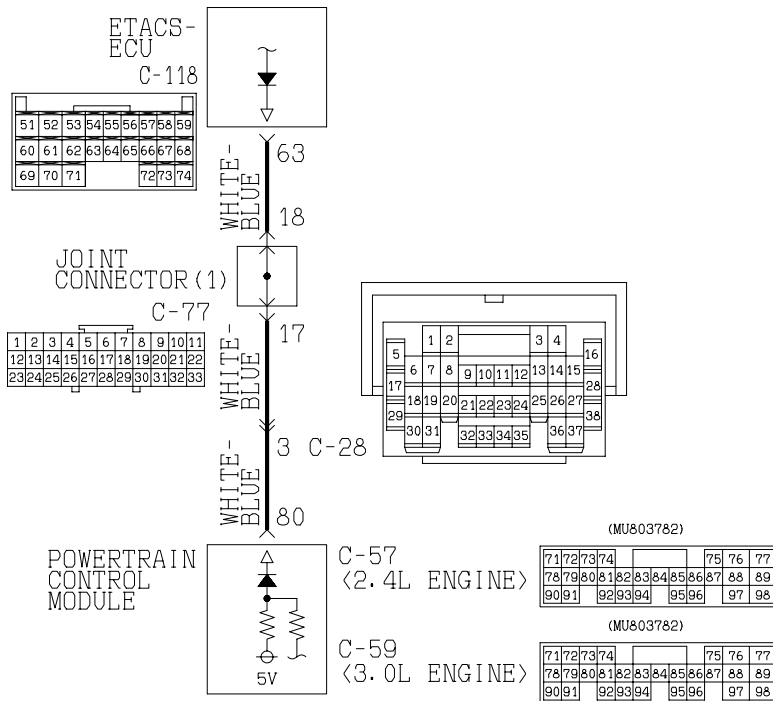 ETACS-
ECU
C-118
51 52 53 54 55 56 57 58 59
60 61 62 63 64 65 66 67 68
69 70 71 72 73 74
63
WHITE-
BLUE
18
JOINT
CONNECTOR (1)
C-77
1 2 3 4 5 6 7 8 9 10 11
12 13 14 15 16 17 18 19 20 21 22
23 24 25 26 27 28 29 30 31 32 33
17
WHITE-
BLUE
3 C-28
1 2 3 4
5 16
6 7 8 9 10 11 12 13 14 15
17 28
18 19 20 21 22 23 24 25 26 27
29 38
30 31 32 33 34 35 36 37
WHITE-
BLUE
80
POWERTRAIN
CONTROL
MODULE
5V
C-57
<2.4L ENGINE>
(MU803782)
71 72 73 74 75 76 77
78 79 80 81 82 83 84 85 86 87 88 89
90 91 92 93 94 95 96 97 98
C-59
<3.0L ENGINE>
(MU803782)
71 72 73 74 75 76 77
78 79 80 81 82 83 84 85 86 87 88 89
90 91 92 93 94 95 96 97 98